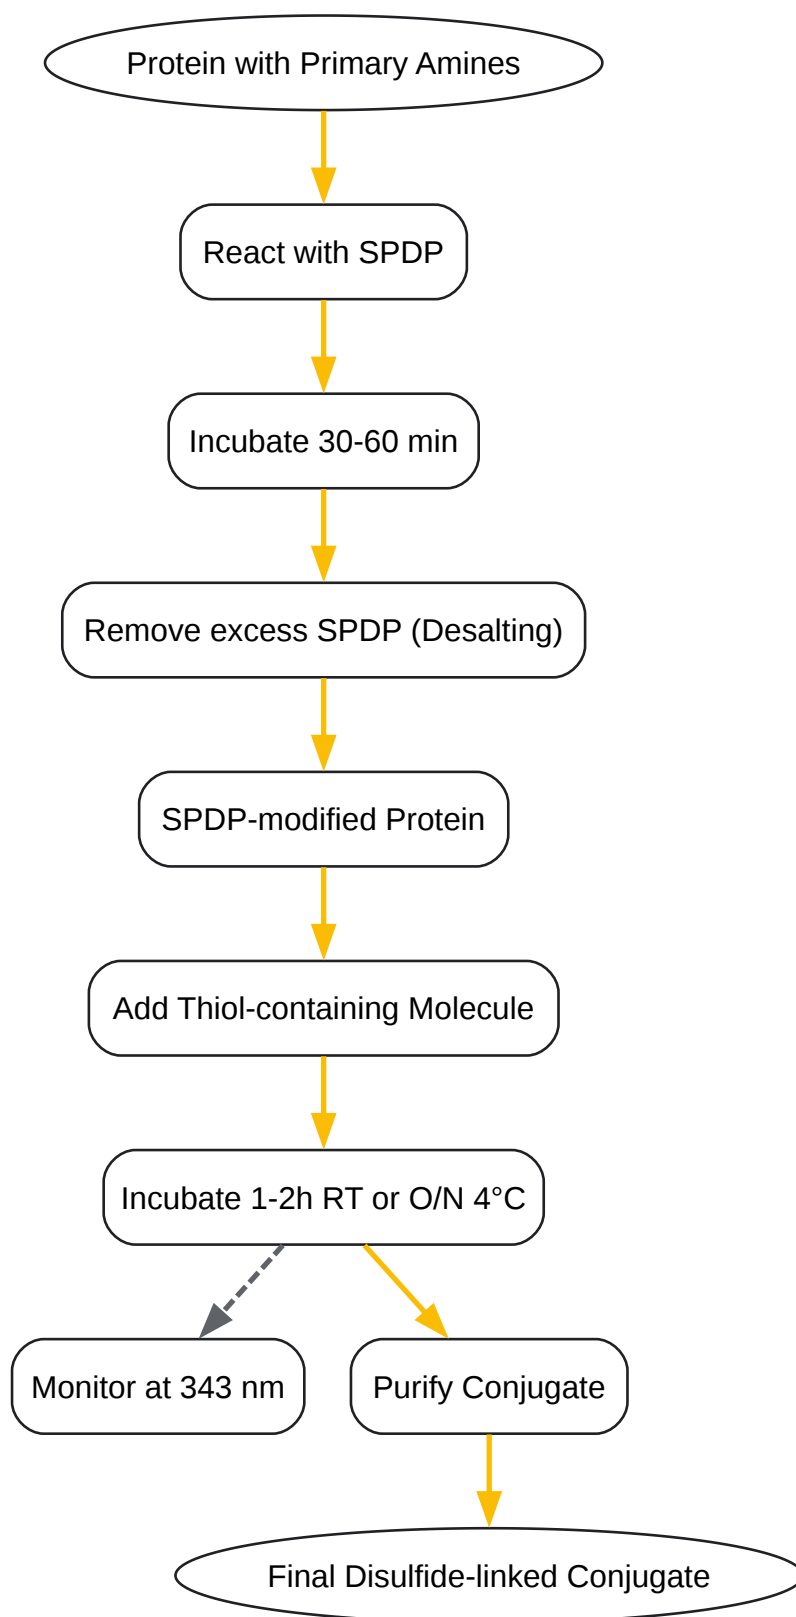 Protein with Primary Amines
React with SPDP
Incubate 30-60 min
Remove excess SPDP (Desalting)
SPDP-modified Protein
Add Thiol-containing Molecule
Incubate 1-2h RT or O/N 4°C
Monitor at 343 nm
Purify Conjugate
Final Disulfide-linked Conjugate